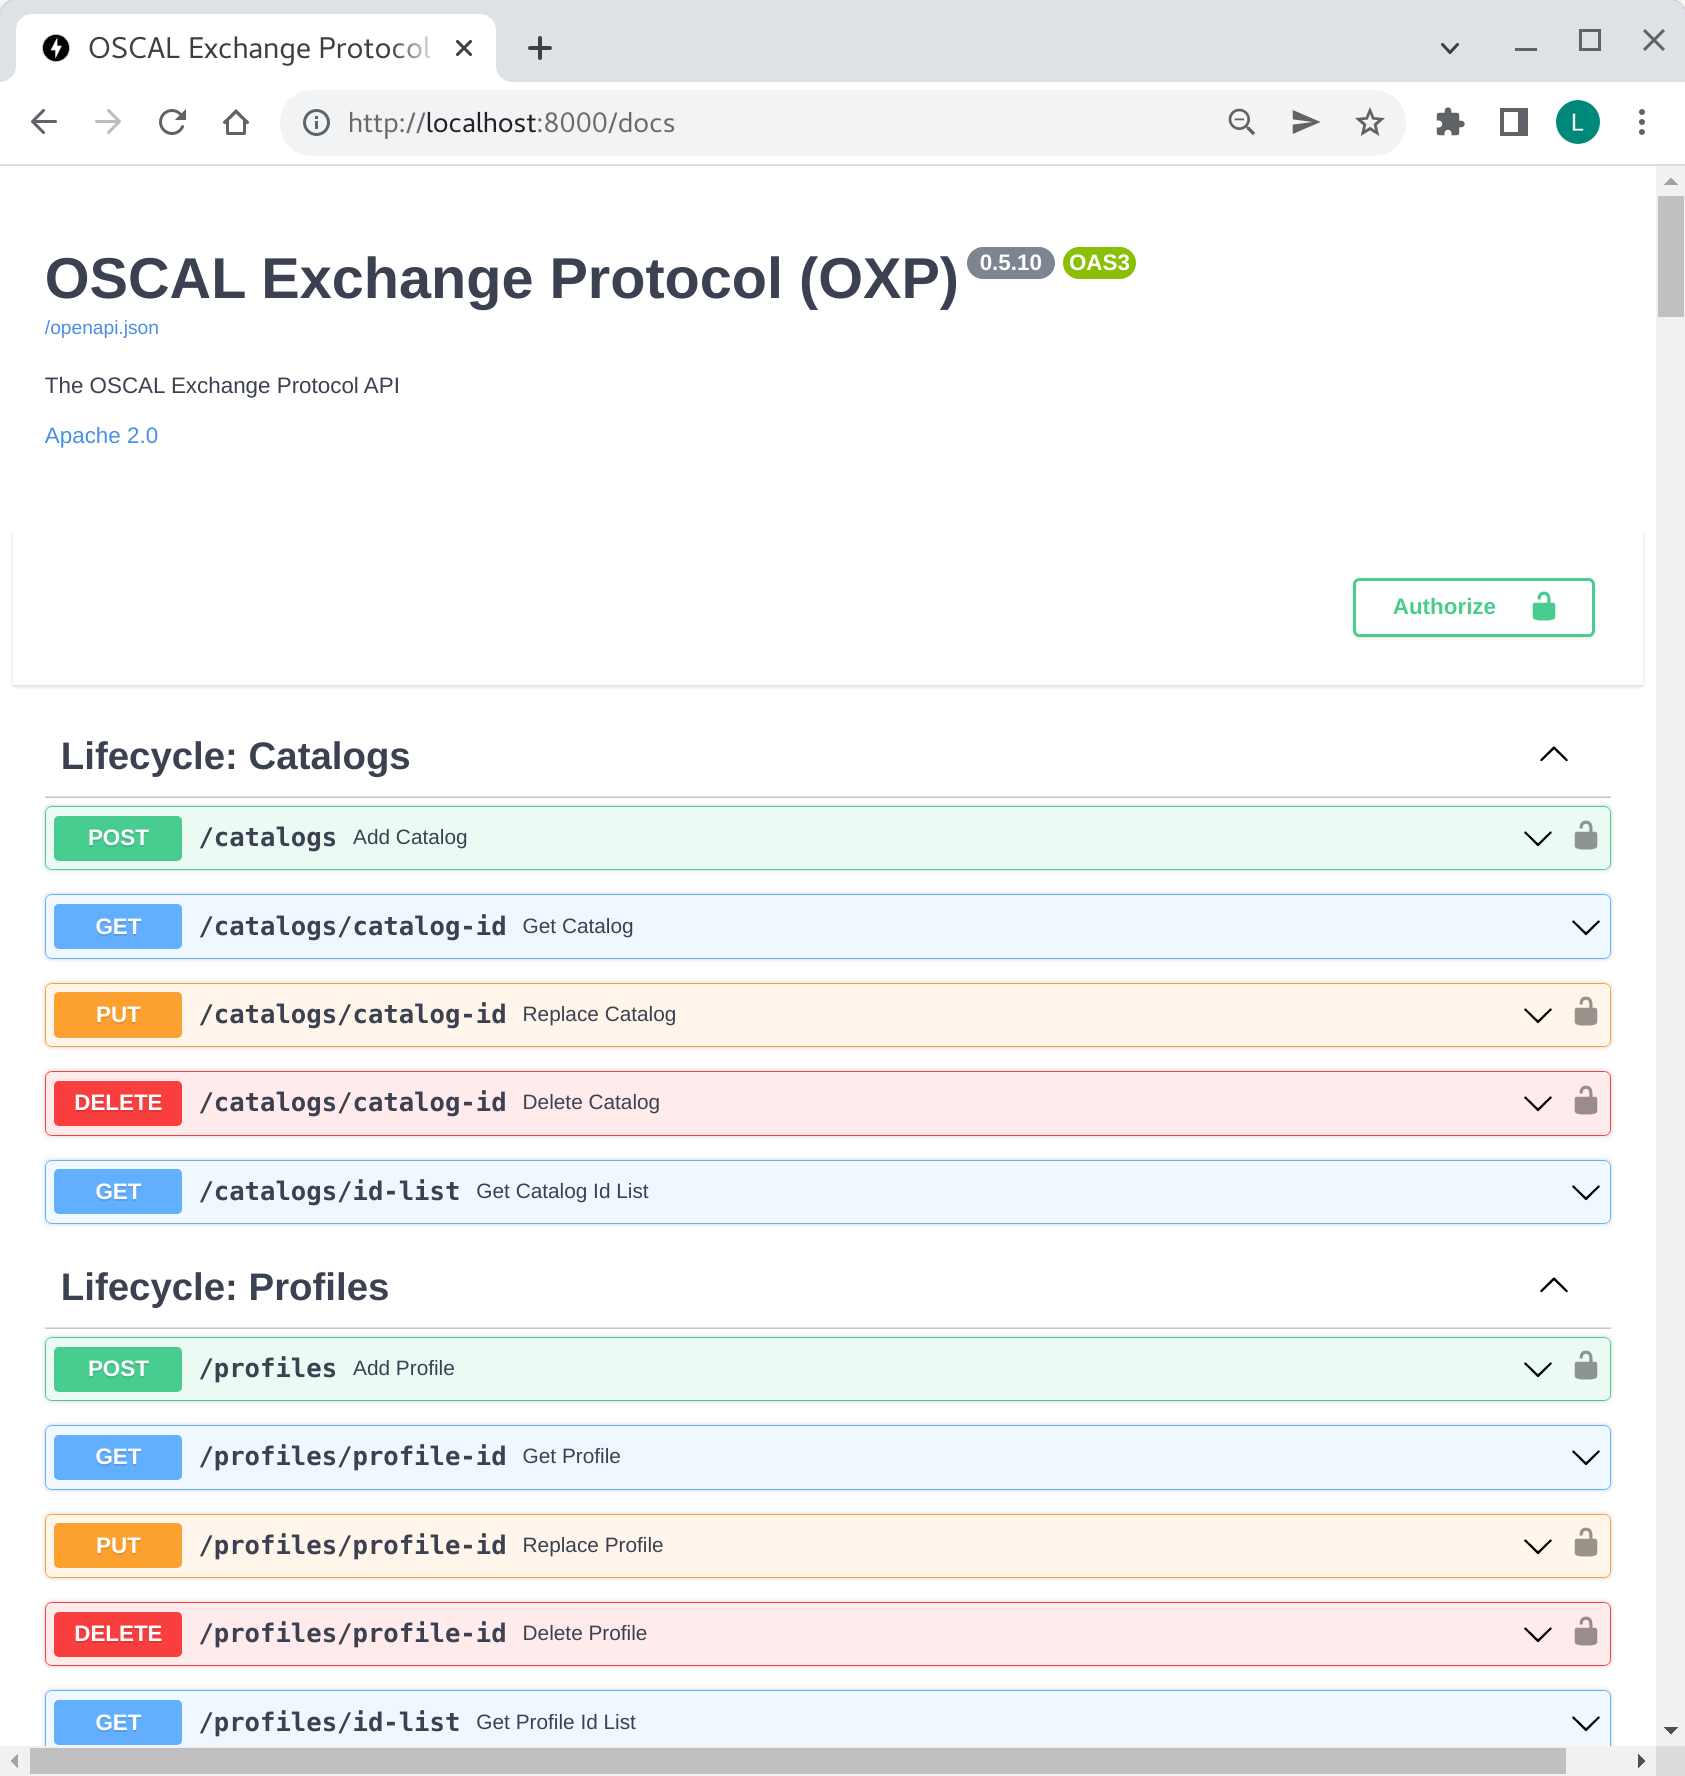 OSCAL Exchange Protocol
http://localhost:8000/docs
L
OSCAL Exchange Protocol (OXP) 0.5.10 OAS3
/openapi.json
The OSCAL Exchange Protocol API
Apache 2.0
Authorize
Lifecycle: Catalogs
POST /catalogs Add Catalog
GET /catalogs/catalog-id Get Catalog
PUT /catalogs/catalog-id Replace Catalog
DELETE /catalogs/catalog-id Delete Catalog
GET /catalogs/id-list Get Catalog Id List
Lifecycle: Profiles
POST /profiles Add Profile
GET /profiles/profile-id Get Profile
PUT /profiles/profile-id Replace Profile
DELETE /profiles/profile-id Delete Profile
GET /profiles/id-list Get Profile Id List